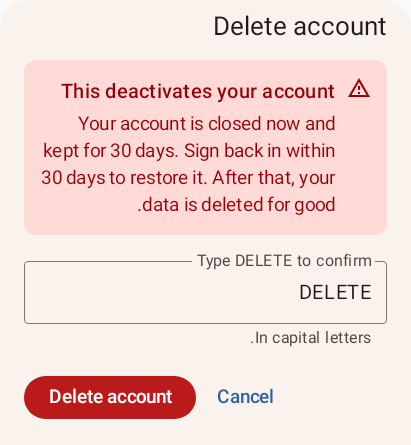 Delete account
This deactivates your account
Your account is closed now and
kept for 30 days. Sign back in within
30 days to restore it. After that, your
.data is deleted for good
Type DELETE to confirm
DELETE
.In capital letters
Delete account
Cancel